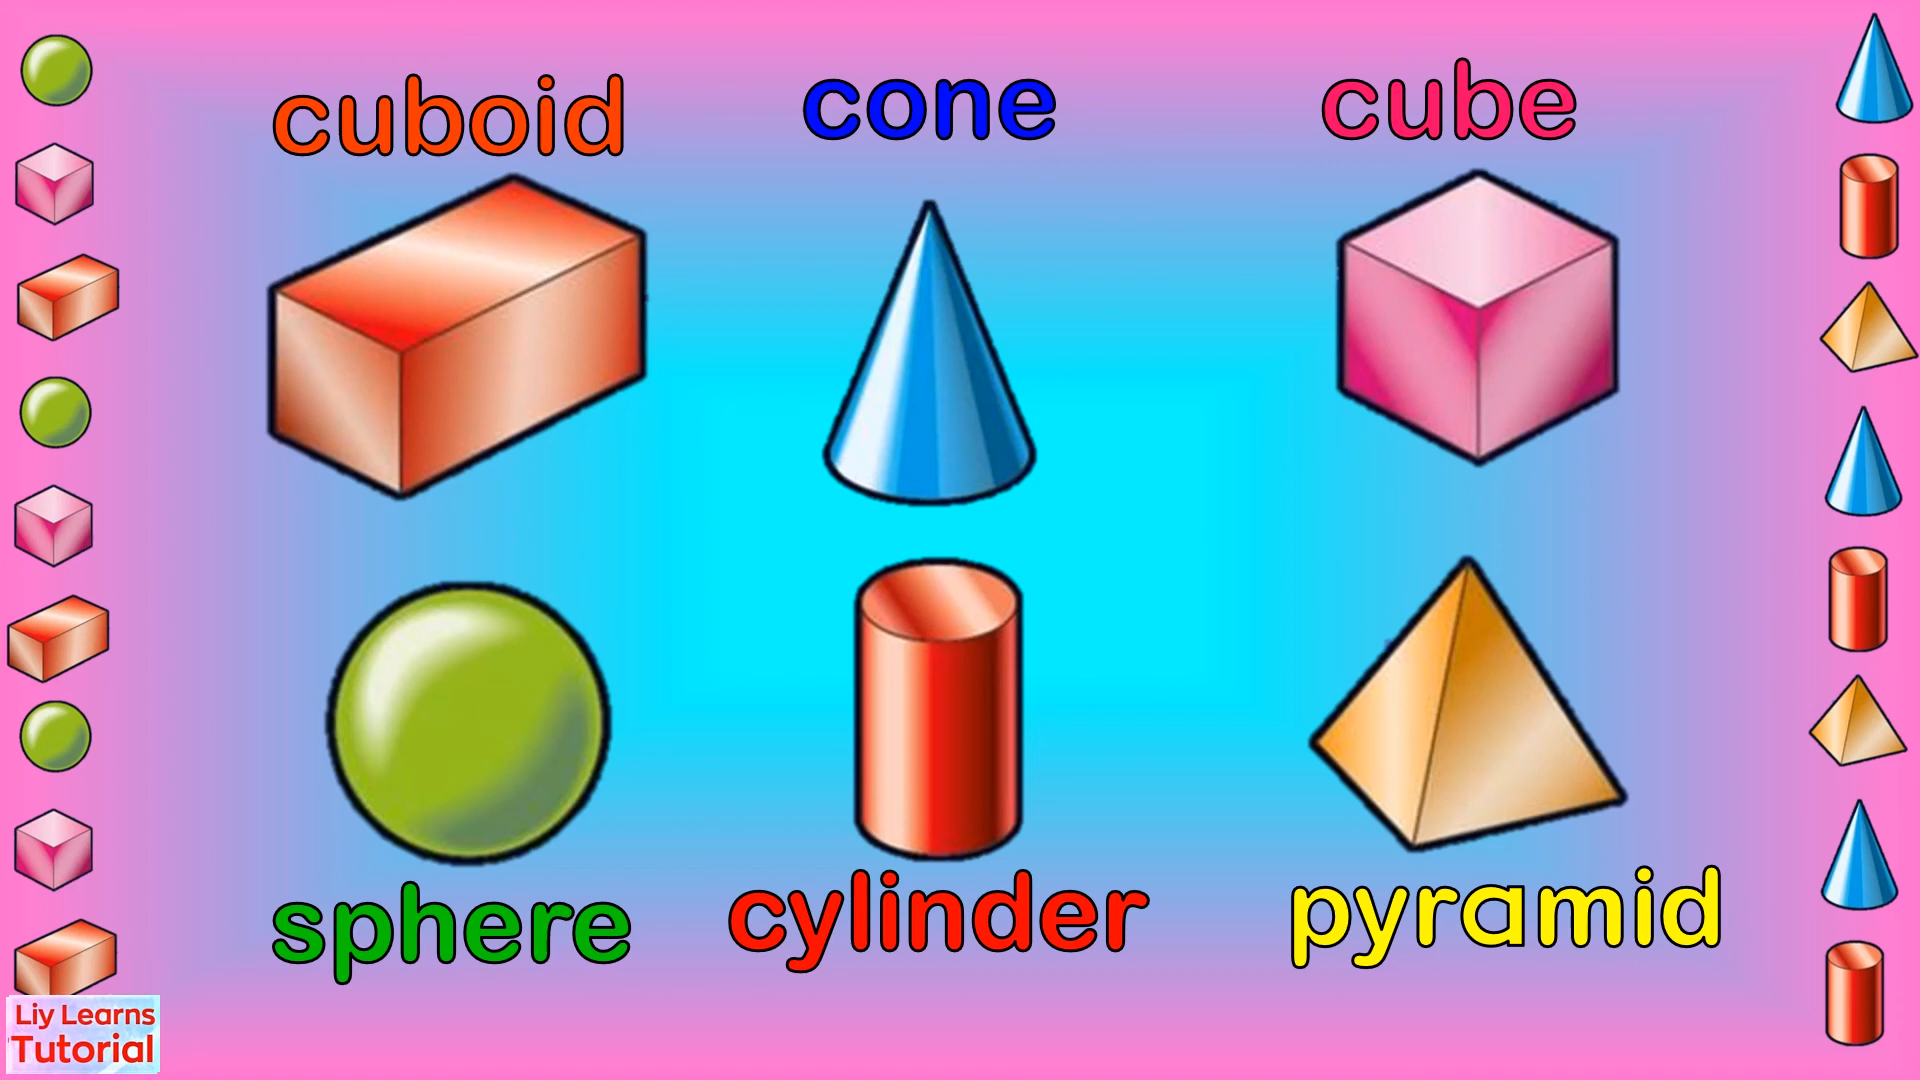 cuboid
cone
cube
sphere
cylinder
pyramid
Liy Learns
Tutorial